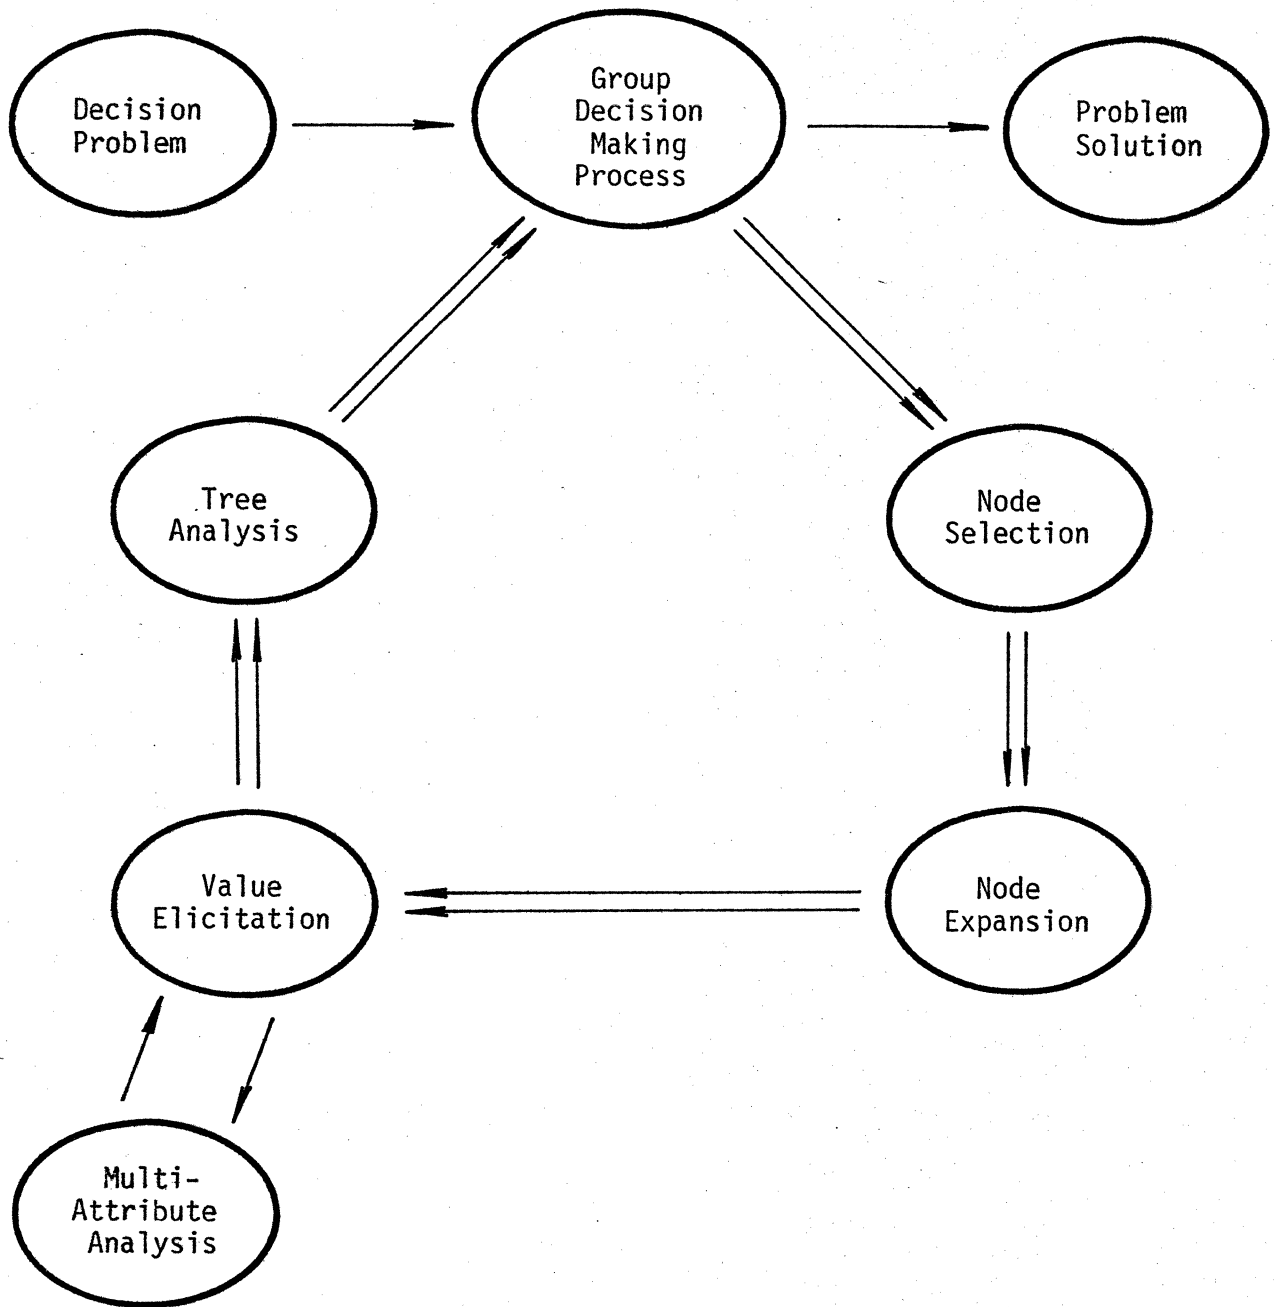 Decision
Problem
Group
Decision
Making
Process
Problem
Solution
Tree
Analysis
Node
Selection
Value
Elicitation
Node
Expansion
Multi-
Attribute
Analysis